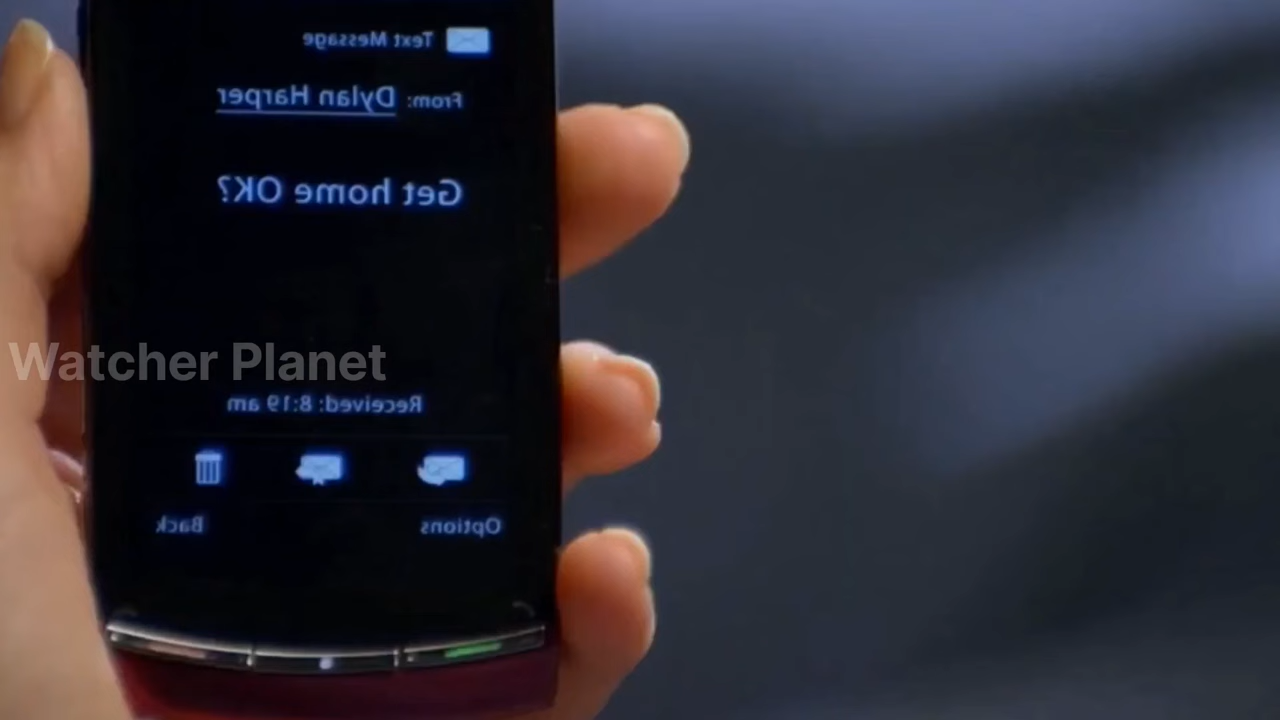 Text Message
From: Dylan Harper
Get home OK?
Watcher Planet
Received: 8:19 am
Options Back